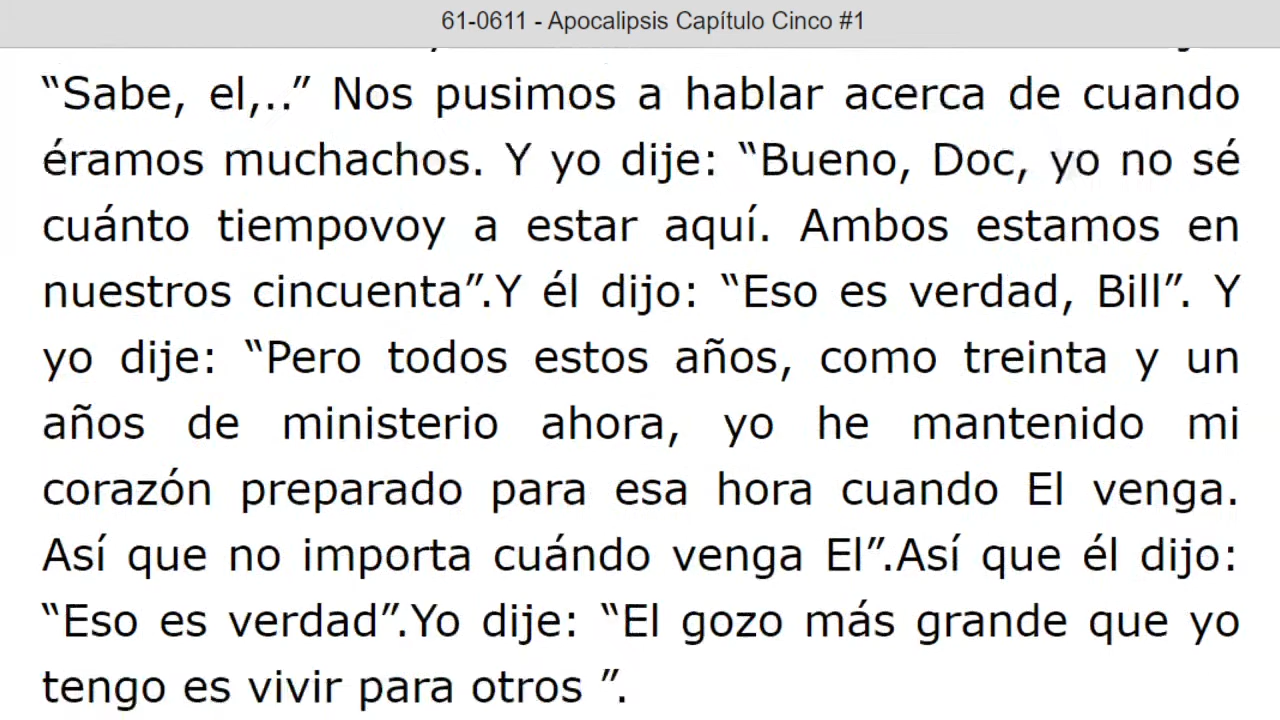 61-0611 - Apocalipsis Capítulo Cinco #1
“Sabe, el,..” Nos pusimos a hablar acerca de cuando
éramos muchachos. Y yo dije: “Bueno, Doc, yo no sé
cuánto tiempovoy a estar aquí. Ambos estamos en
nuestros cincuenta”.Y él dijo: “Eso es verdad, Bill”. Y
yo dije: “Pero todos estos años, como treinta y un
años de ministerio ahora, yo he mantenido mi
corazón preparado para esa hora cuando El venga.
Así que no importa cuándo venga El”.Así que él dijo:
“Eso es verdad”.Yo dije: “El gozo más grande que yo
tengo es vivir para otros ”.